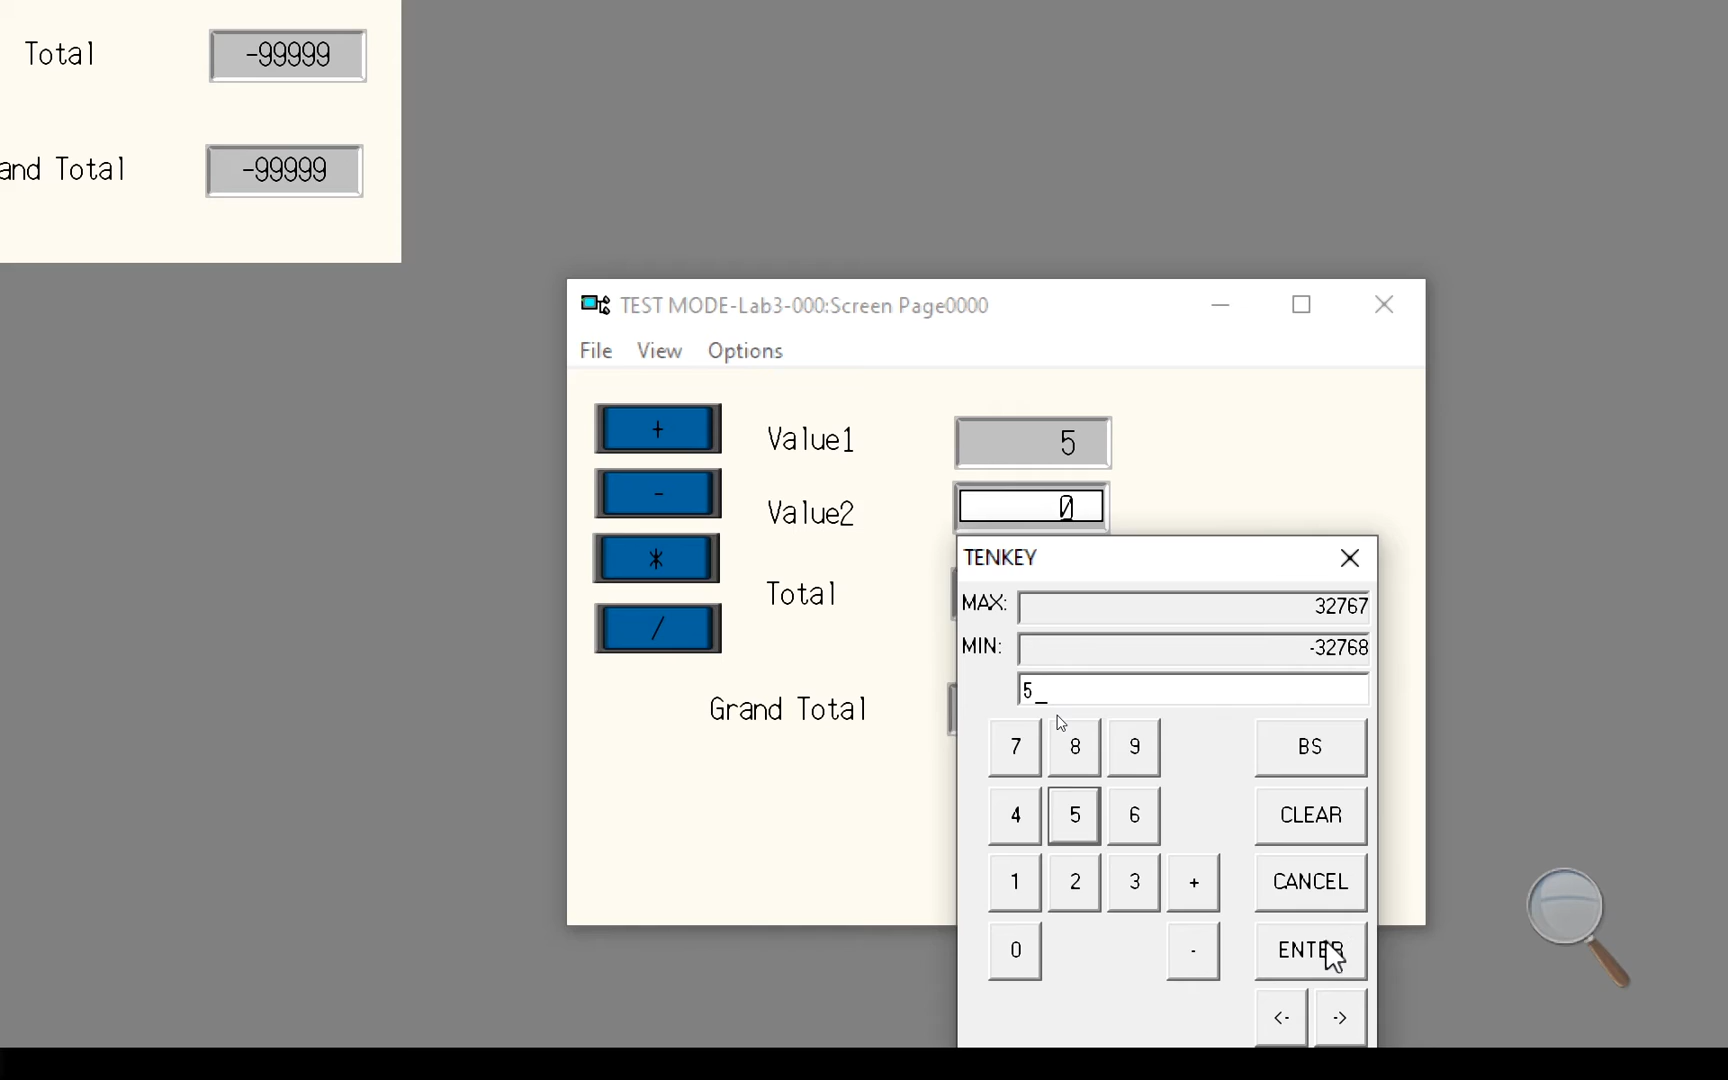 Total -99999
and Total -99999
TEST MODE-Lab3-000:Screen Page0000
File View Options
+ Value1 5
- Value2 0
* Total
/
Grand Total
TENKEY
MAX: 32767
MIN: -32768
5_
7 8 9 BS
4 5 6 CLEAR
1 2 3 + CANCEL
0 - ENTER
<- ->